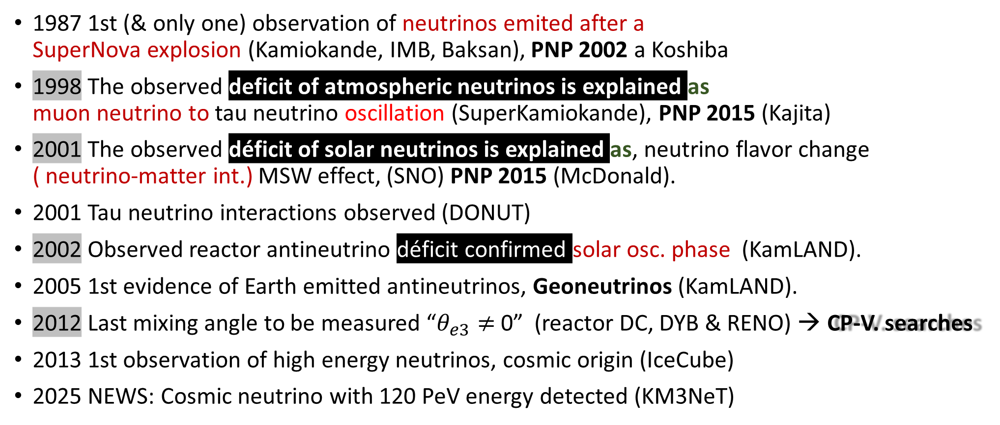 • 1987 1st (& only one) observation of neutrinos emited after a
SuperNova explosion (Kamiokande, IMB, Baksan), PNP 2002 a Koshiba
• 1998 The observed deficit of atmospheric neutrinos is explained as
muon neutrino to tau neutrino oscillation (SuperKamiokande), PNP 2015 (Kajita)
• 2001 The observed déficit of solar neutrinos is explained as, neutrino flavor change
( neutrino-matter int.) MSW effect, (SNO) PNP 2015 (McDonald).
• 2001 Tau neutrino interactions observed (DONUT)
• 2002 Observed reactor antineutrino déficit confirmed solar osc. phase (KamLAND).
• 2005 1st evidence of Earth emitted antineutrinos, Geoneutrinos (KamLAND).
• 2012 Last mixing angle to be measured “θe3 ≠ 0” (reactor DC, DYB & RENO) → CP-V. searches
• 2013 1st observation of high energy neutrinos, cosmic origin (IceCube)
• 2025 NEWS: Cosmic neutrino with 120 PeV energy detected (KM3NeT)